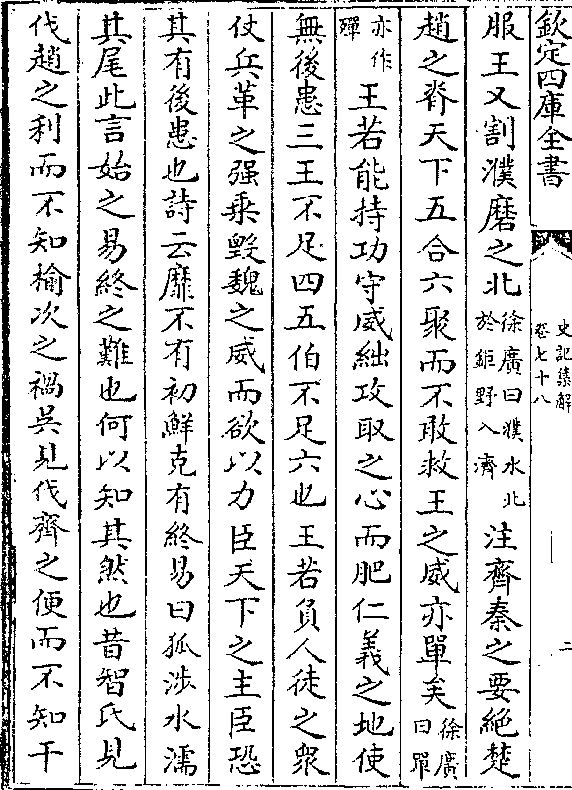 欽定四庫全書
史記集解
卷七十八
二
服王又割濮磨之北徐廣曰濮水北於鉅野入濟注齊秦之要絶楚
趙之脊天下五合六聚而不敢救王之威亦單矣徐廣曰單
亦作殫王若能持功守威絀攻取之心而肥仁義之地使
無後患三王不足四五伯不足六也王若負人徒之衆
仗兵革之强乗毀魏之威而欲以力臣天下之主臣恐
其有後患也詩云靡不有初鮮克有終易曰狐涉水濡
其尾此言始之易終之難也何以知其然也昔智氏見
伐趙之利而不知榆次之禍吳見伐齊之便而不知干